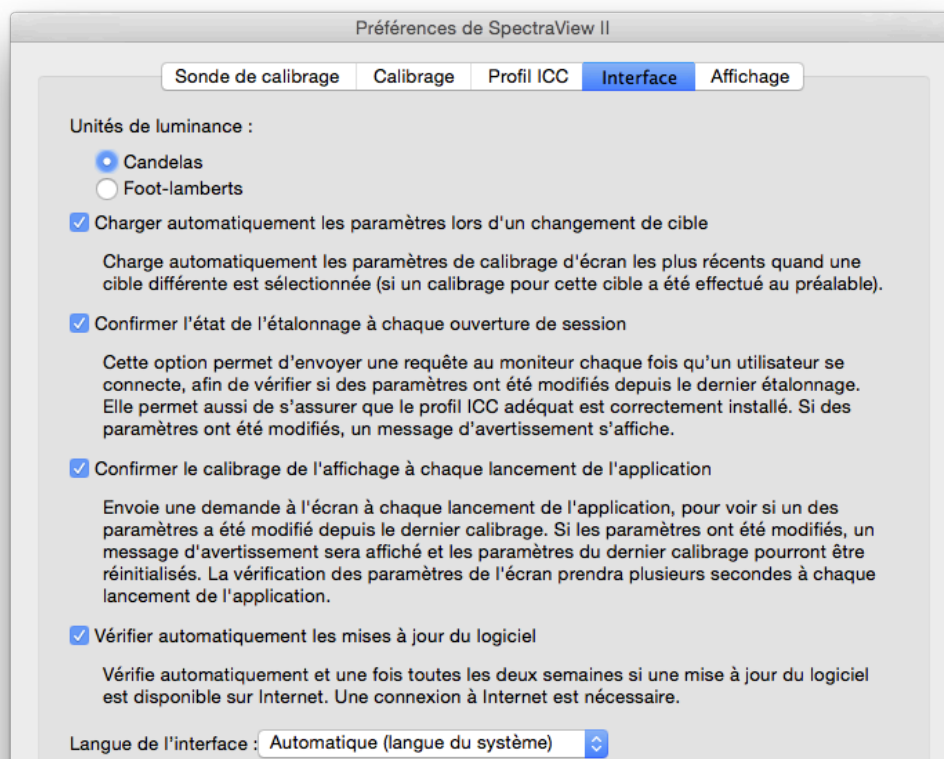 Préférences de SpectraView II
Sonde de calibrage Calibrage Profil ICC Interface Affichage
Unités de luminance :
Candelas
Foot-lamberts
Charger automatiquement les paramètres lors d'un changement de cible
Charge automatiquement les paramètres de calibrage d'écran les plus récents quand une
cible différente est sélectionnée (si un calibrage pour cette cible a été effectué au préalable).
Confirmer l’état de l’étalonnage à chaque ouverture de session
Cette option permet d’envoyer une requête au moniteur chaque fois qu’un utilisateur se
connecte, afin de vérifier si des paramètres ont été modifiés depuis le dernier étalonnage.
Elle permet aussi de s’assurer que le profil ICC adéquat est correctement installé. Si des
paramètres ont été modifiés, un message d’avertissement s’affiche.
Confirmer le calibrage de l'affichage à chaque lancement de l'application
Envoie une demande à l'écran à chaque lancement de l'application, pour voir si un des
paramètres a été modifié depuis le dernier calibrage. Si les paramètres ont été modifiés, un
message d'avertissement sera affiché et les paramètres du dernier calibrage pourront être
réinitialisés. La vérification des paramètres de l'écran prendra plusieurs secondes à chaque
lancement de l'application.
Vérifier automatiquement les mises à jour du logiciel
Vérifie automatiquement et une fois toutes les deux semaines si une mise à jour du logiciel
est disponible sur Internet. Une connexion à Internet est nécessaire.
Langue de l’interface : Automatique (langue du système)